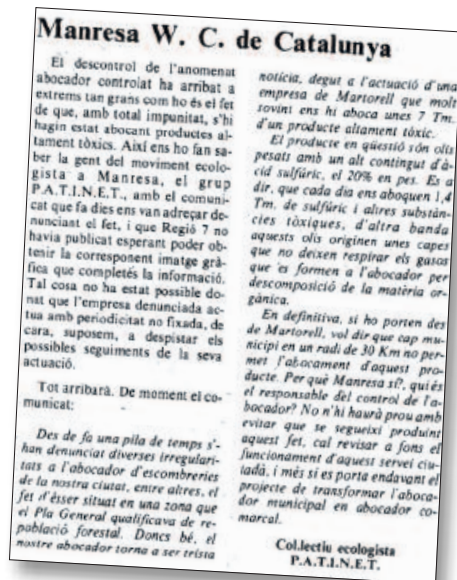 Manresa W. C. de Catalunya
El descontrol de l'anomenat
abocador controlat ha arribat a
extrems tan grans com ho és el fet
de que, amb total impunitat, s'hi
hagin estat abocant productes al-
tament tòxics. Així ens ho fan sa-
ber la gent del moviment ecolo-
gista a Manresa, el grup
P.A.T.I.N.E.T., amb el comuni-
cat que fa dies ens van adreçar de-
nunciant el fet, i que Regió 7 no
havia publicat esperant poder ob-
tenir la corresponent imatge grà-
fica que completés la informació.
Tal cosa no ha estat possible do-
nat que l'empresa denunciada ac-
tua amb periodicitat no fixada, de
cara, suposem, a despistar els
possibles seguiments de la seva
actuació.
Tot arribarà. De moment el co-
municat:
Des de fa una pila de temps s'-
han denunciat diverses irregulari-
tats a l'abocador d'escombreries
de la nostra ciutat, entre altres, el
fet d'ésser situat en una zona que
el Pla General qualificava de re-
població forestal. Doncs bé, el
nostre abocador torna a ser trista
notícia, degut a l'actuació d'una
empresa de Martorell que molt
sovint ens hi aboca unes 7 Tm.
d'un producte altament tòxic.
El producte en qüestió són olis
pesats amb un alt contingut d'à-
cid sulfúric, el 20% en pes. Es a
dir, que cada dia ens aboquen 1,4
Tm. de sulfúric i altres substàn-
cies tòxiques, d'altra banda
aquests olis originen unes capes
que no deixen respirar els gasos
que es formen a l'abocador per
descomposició de la matèria or-
gànica.
En definitiva, si ho porten des
de Martorell, vol dir que cap mu-
nicipi en un radi de 30 Km no per-
met l'abocament d'aquest pro-
ducte. Per què Manresa sí?, qui és
el responsable del control de l'a-
bocador? No n'hi haurà prou amb
evitar que se segueixi produint
aquest fet, cal revisar a fons el
funcionament d'aquest servei ciu-
tadà, i més si es porta endavant el
projecte de transformar l'aboca-
dor municipal en abocador co-
marcal.
Col.lectiu ecologista
P.A.T.I.N.E.T.